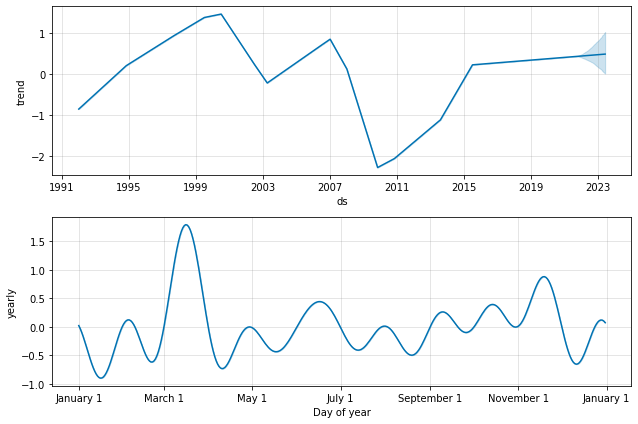 1
0
−1
−2
trend
1991
1995
1999
2003
2007
2011
2015
2019
2023
ds
1.5
1.0
0.5
0.0
−0.5
−1.0
yearly
January 1
March 1
May 1
July 1
September 1
November 1
January 1
Day of year